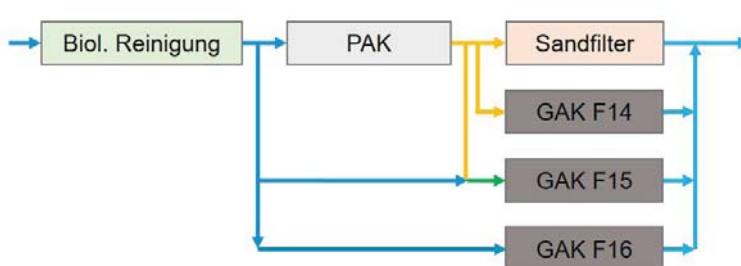 Biol. Reinigung
PAK
Sandfilter
GAK F14
GAK F15
GAK F16